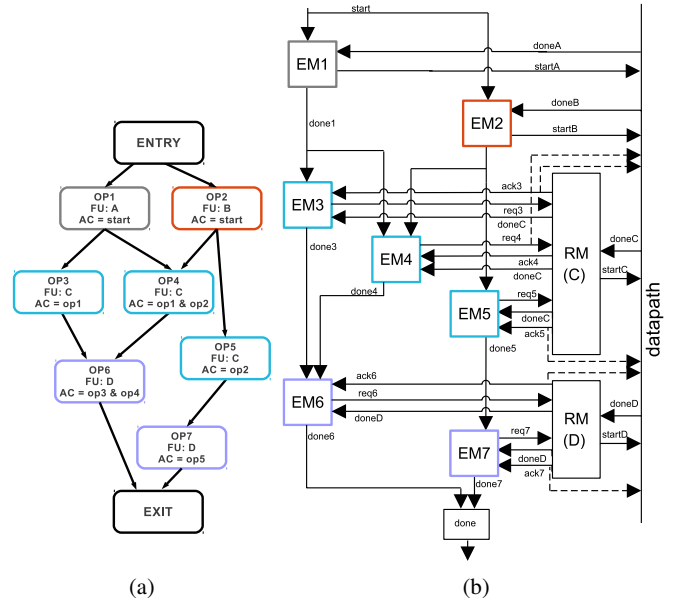 ENTRY
OP1
FU: A
AC = start
OP2
FU: B
AC = start
OP3
FU: C
AC = op1
OP4
FU: C
AC = op1 & op2
OP5
FU: C
AC = op2
OP6
FU: D
AC = op3 & op4
OP7
FU: D
AC = op5
EXIT
(a)
start
doneA
EM1
startA
doneB
EM2
startB
done1
ack3
EM3
req3
doneC
done3
req4
EM4
ack4
doneC
done4
RM
(C)
doneC
startC
datapath
req5
EM5
doneC
ack5
done5
ack6
EM6
req6
doneD
done6
RM
(D)
doneD
startD
req7
EM7
doneD
ack7
done7
done
(b)